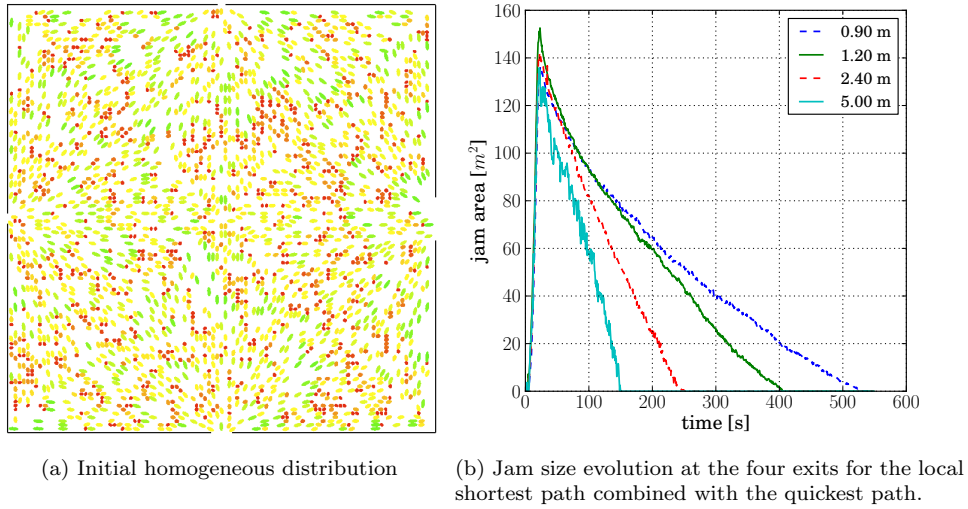 160
140
120
100
80
60
40
20
0
jam area [m²]
0 100 200 300 400 500 600
time [s]
0.90 m
1.20 m
2.40 m
5.00 m
(a) Initial homogeneous distribution
(b) Jam size evolution at the four exits for the local
shortest path combined with the quickest path.